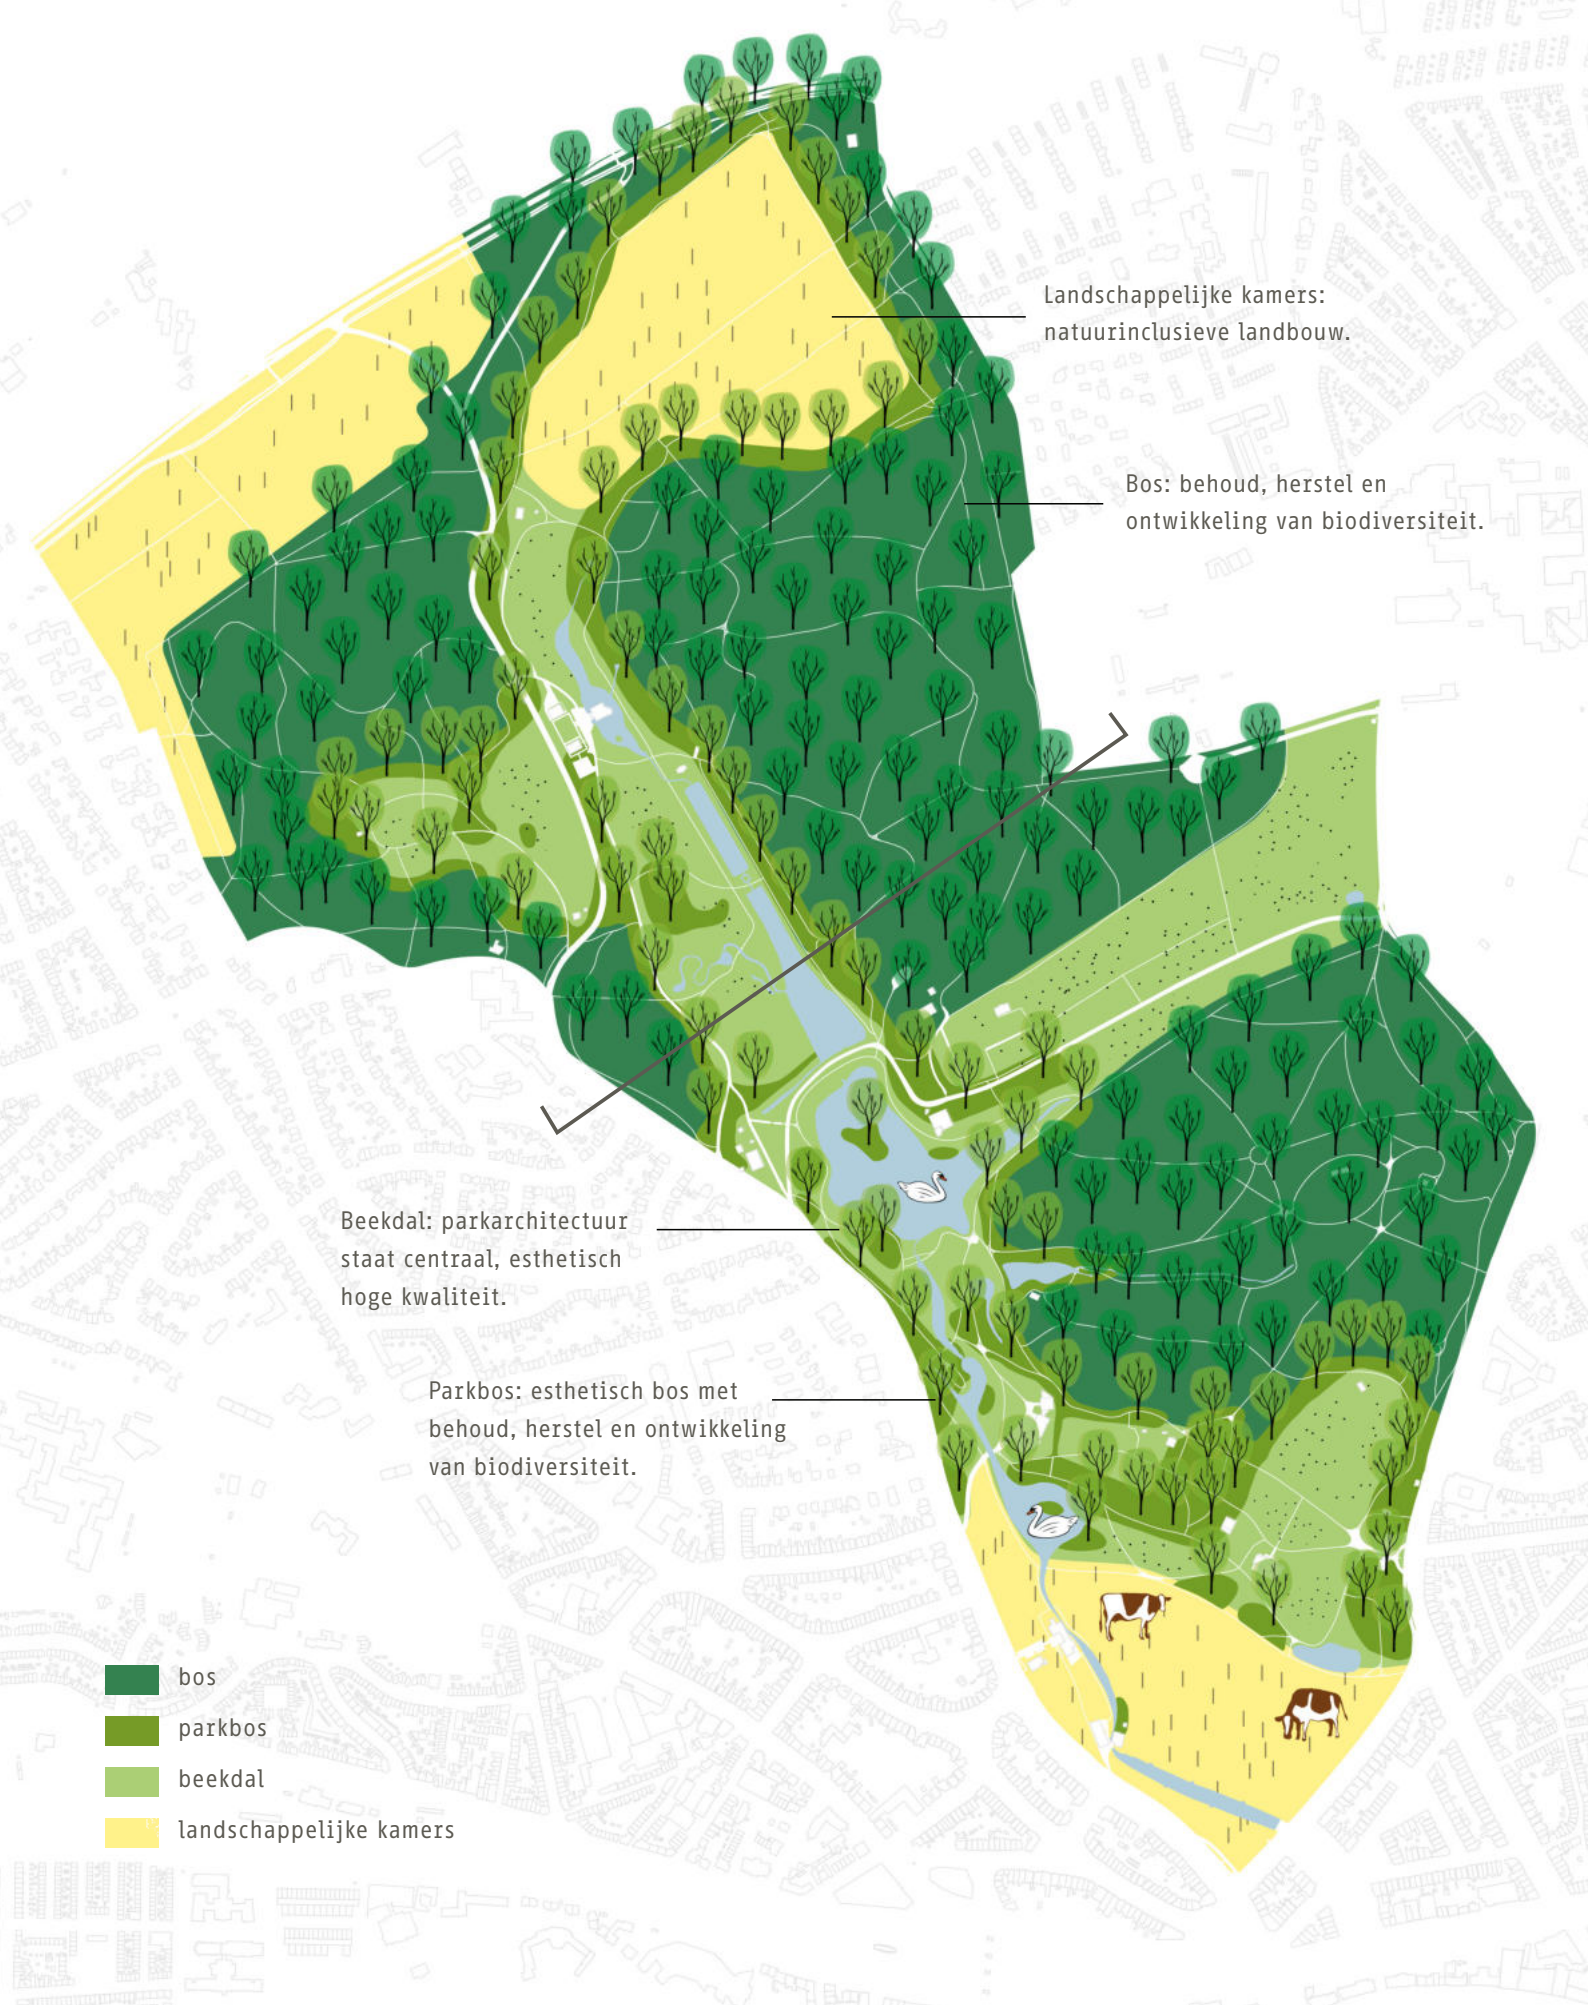 Landschappelijke kamers:
natuurinclusieve landbouw.
Bos: behoud, herstel en
ontwikkeling van biodiversiteit.
Beekdal: parkarchitectuur
staat centraal, esthetisch
hoge kwaliteit.
Parkbos: esthetisch bos met
behoud, herstel en ontwikkeling
van biodiversiteit.
bos
parkbos
beekdal
landschappelijke kamers